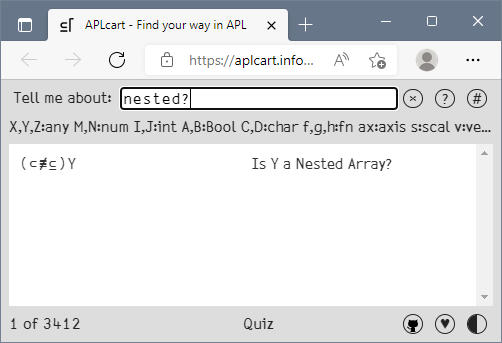 APLcart - Find your way in APL
https://aplcart.info...
Tell me about: nested?
X,Y,Z:any M,N:num I,J:int A,B:Bool C,D:char f,g,h:fn ax:axis s:scal v:ve...
(⊂≢⊆)Y Is Y a Nested Array?
1 of 3412 Quiz